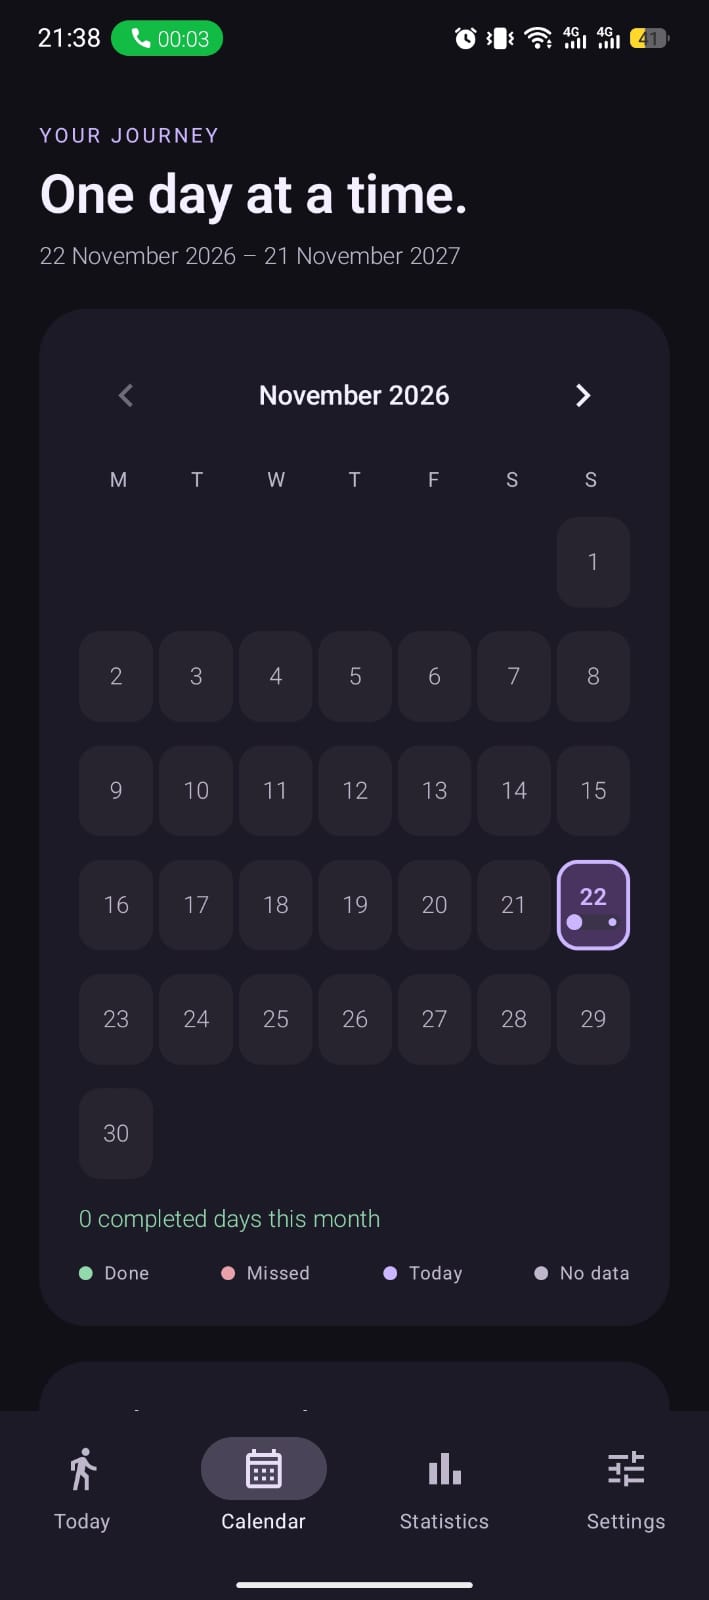 21:38 00:03 4G 4G 41
YOUR JOURNEY
One day at a time.
22 November 2026 – 21 November 2027
November 2026
M T W T F S S
1
2 3 4 5 6 7 8
9 10 11 12 13 14 15
16 17 18 19 20 21 22
23 24 25 26 27 28 29
30
0 completed days this month
Done Missed Today No data
Today Calendar Statistics Settings